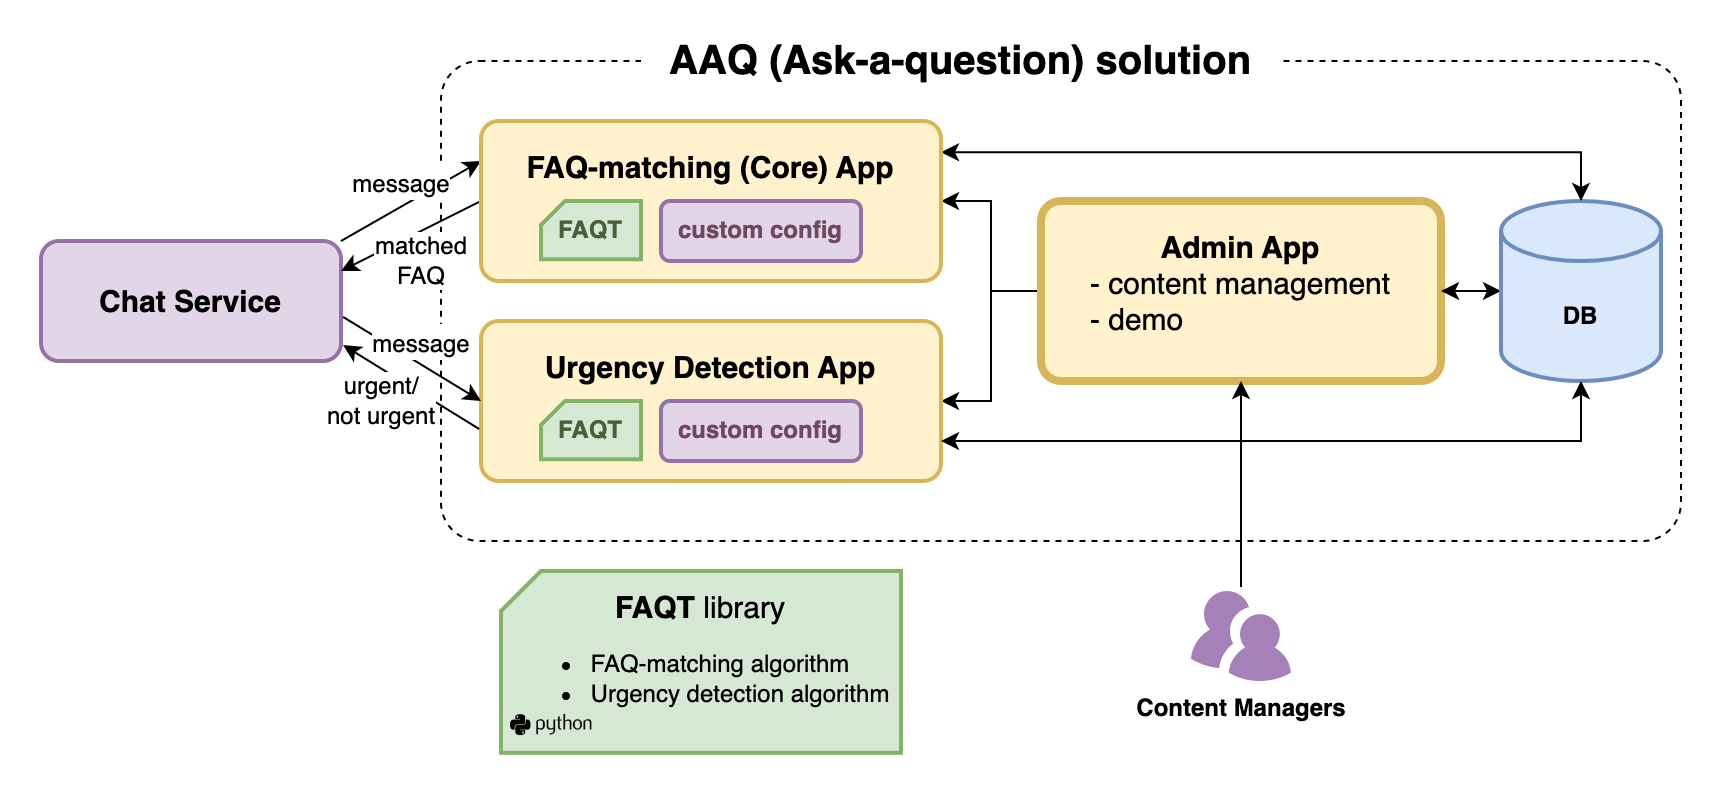 AAQ (Ask-a-question) solution
message
matched
FAQ
Chat Service
message
urgent/
not urgent
FAQ-matching (Core) App
FAQT
custom config
Urgency Detection App
FAQT
custom config
Admin App
- content management
- demo
DB
FAQT library
• FAQ-matching algorithm
• Urgency detection algorithm
python
Content Managers